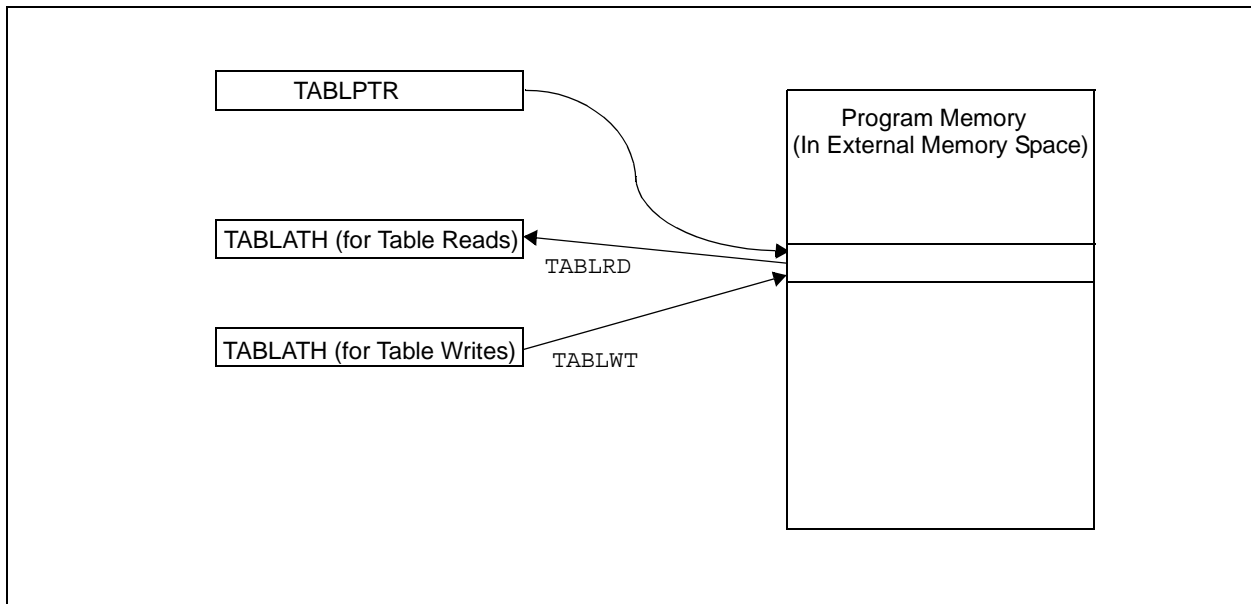 TABLPTR
Program Memory
(In External Memory Space)
TABLATH (for Table Reads)
TABLRD
TABLATH (for Table Writes)
TABLWT